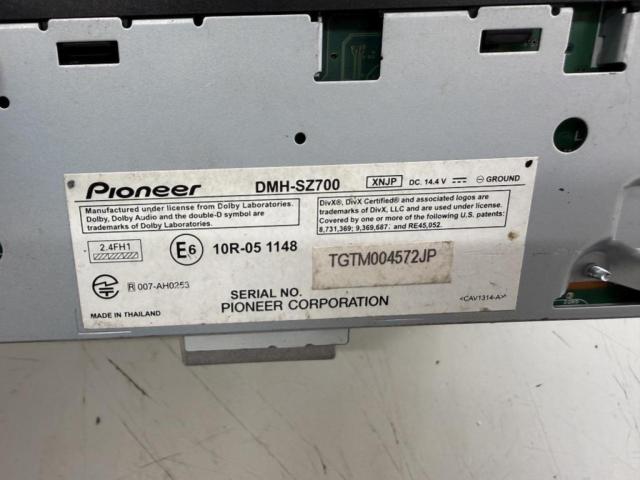 Pioneer DMH-SZ700 XNJP DC. 14.4 V ⎓ ⊖ GROUND
Manufactured under license from Dolby Laboratories.
Dolby, Dolby Audio and the double-D symbol are
trademarks of Dolby Laboratories.
DivX®, DivX Certified® and associated logos are
trademarks of DivX, LLC and are used under license.
Covered by one or more of the following U.S. patents:
8,731,369; 9,369,687. and RE45,052.
2.4FH1
E6 10R-05 1148
TGTM004572JP
R 007-AH0253
SERIAL NO.
PIONEER CORPORATION
<CAV1314-A>
MADE IN THAILAND
L